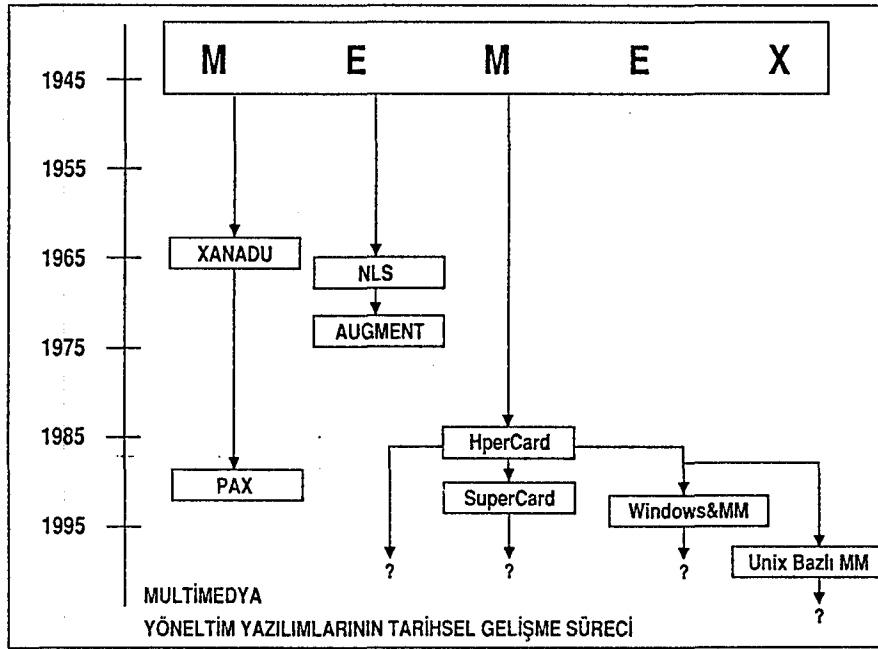 M E M E X
1945
1955
XANADU
1965
NLS
AUGMENT
1975
1985
HperCard
PAX
SuperCard
Windows&MM
1995
Unix Bazlı MM
? ? ?
?
MULTİMEDYA
YÖNELTİM YAZILIMLARININ TARİHSEL GELİŞME SÜRECİ